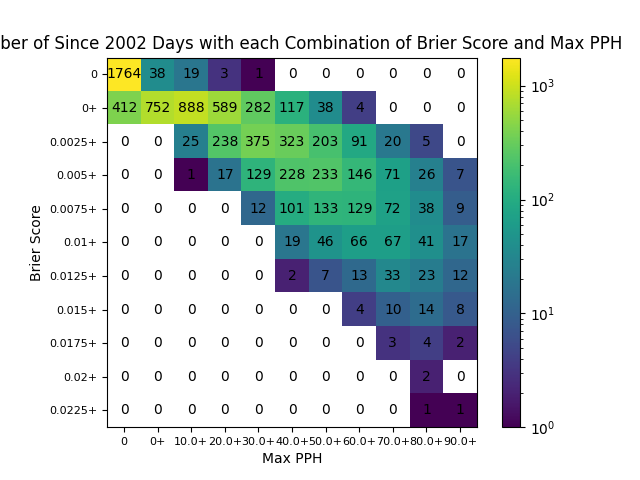 ber of Since 2002 Days with each Combination of Brier Score and Max PPH
0 1764 38 19 3 1 0 0 0 0 0 0
0+ 412 752 888 589 282 117 38 4 0 0 0
0.0025+ 0 0 25 238 375 323 203 91 20 5 0
0.005+ 0 0 1 17 129 228 233 146 71 26 7
0.0075+ 0 0 0 0 12 101 133 129 72 38 9
0.01+ 0 0 0 0 0 19 46 66 67 41 17
0.0125+ 0 0 0 0 0 2 7 13 33 23 12
0.015+ 0 0 0 0 0 0 0 4 10 14 8
0.0175+ 0 0 0 0 0 0 0 0 3 4 2
0.02+ 0 0 0 0 0 0 0 0 0 2 0
0.0225+ 0 0 0 0 0 0 0 0 0 1 1
0 0+ 10.0+ 20.0+ 30.0+ 40.0+ 50.0+ 60.0+ 70.0+ 80.0+ 90.0+
Max PPH
Brier Score
10³
10²
10¹
10⁰